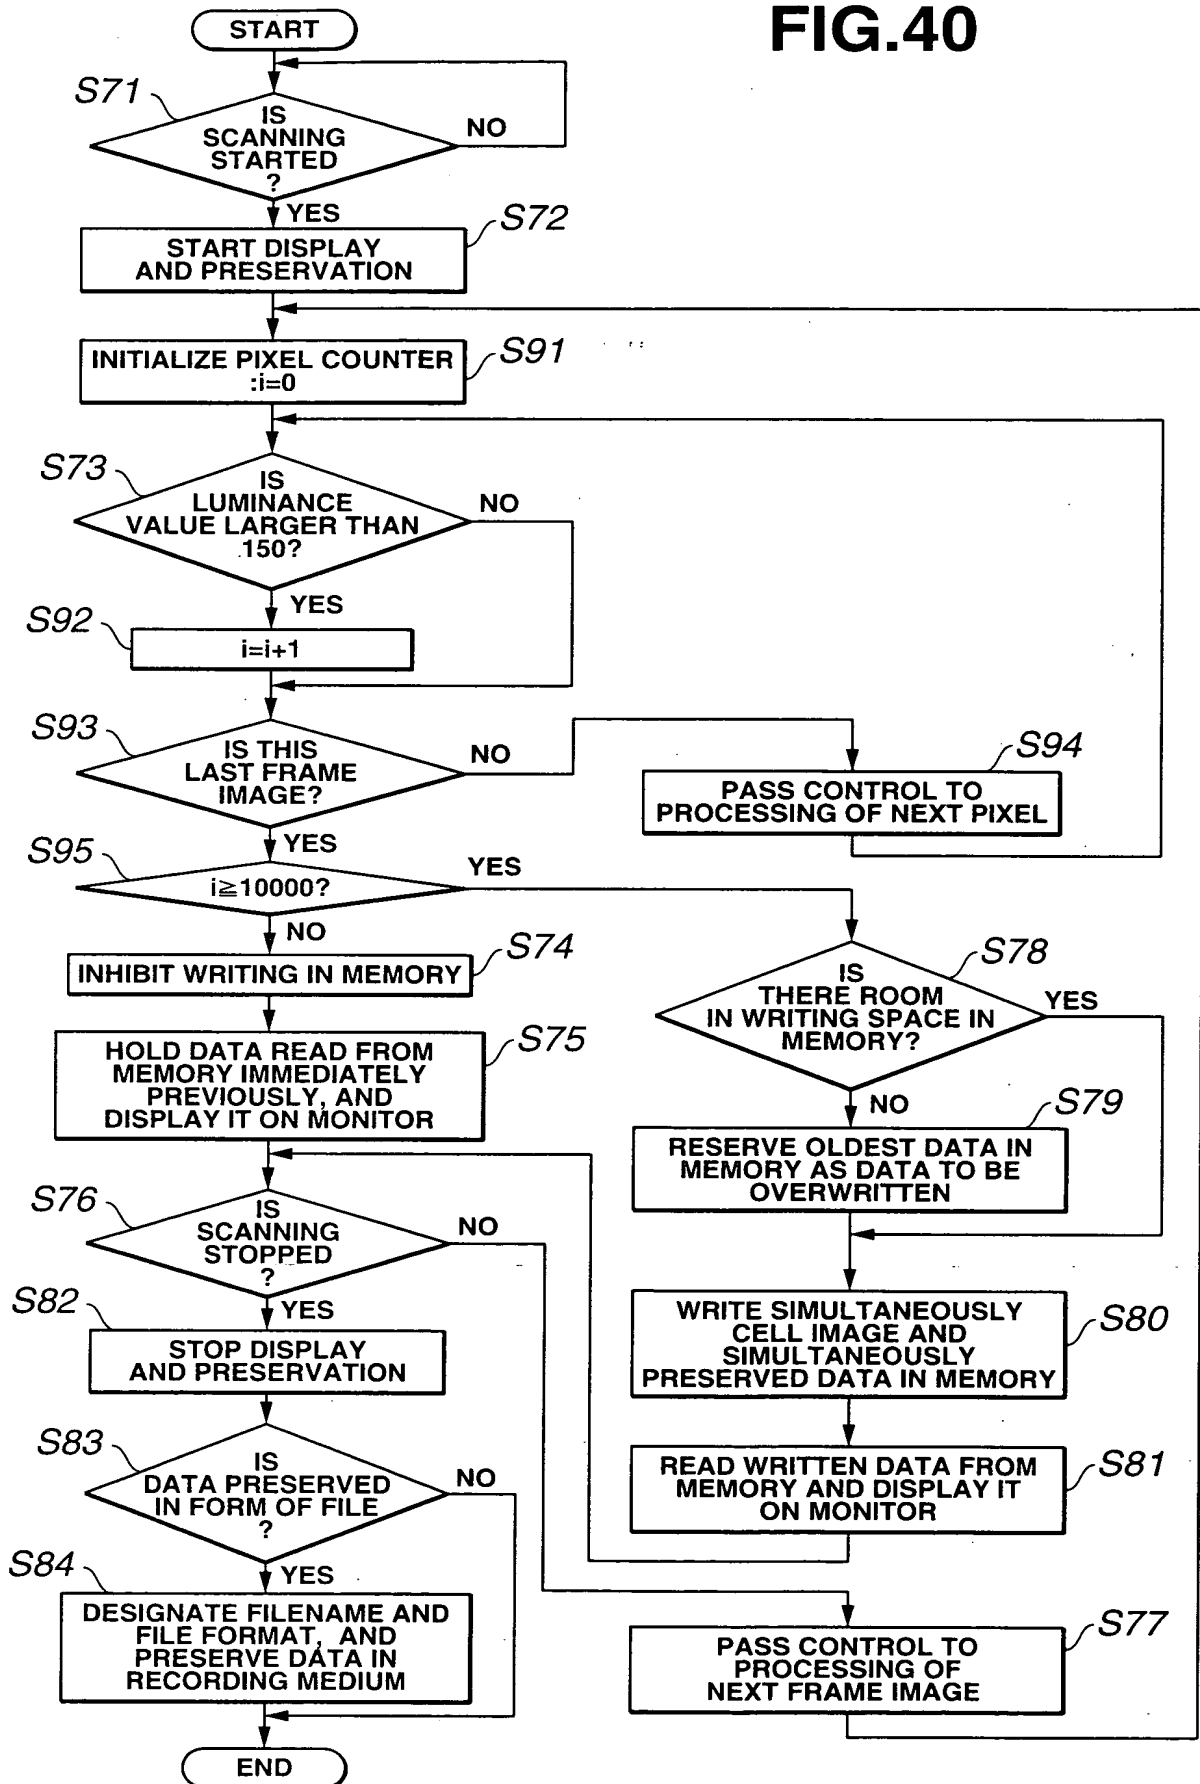 FIG.40
START
S71
IS
SCANNING
STARTED
?
NO
YES
S72
START DISPLAY
AND PRESERVATION
S91
INITIALIZE PIXEL COUNTER
:i=0
S73
IS
LUMINANCE
VALUE LARGER THAN
150?
NO
YES
S92
i=i+1
S93
IS THIS
LAST FRAME
IMAGE?
NO
YES
S94
PASS CONTROL TO
PROCESSING OF NEXT PIXEL
S95
i≧10000?
YES
NO
S74
INHIBIT WRITING IN MEMORY
S78
IS
THERE ROOM
IN WRITING SPACE IN
MEMORY?
YES
NO
S75
HOLD DATA READ FROM
MEMORY IMMEDIATELY
PREVIOUSLY, AND
DISPLAY IT ON MONITOR
S79
RESERVE OLDEST DATA IN
MEMORY AS DATA TO BE
OVERWRITTEN
S76
IS
SCANNING
STOPPED
?
NO
YES
S80
WRITE SIMULTANEOUSLY
CELL IMAGE AND
SIMULTANEOUSLY
PRESERVED DATA IN MEMORY
S82
STOP DISPLAY
AND PRESERVATION
S81
READ WRITTEN DATA FROM
MEMORY AND DISPLAY IT
ON MONITOR
S83
IS
DATA PRESERVED
IN FORM OF FILE
?
NO
YES
S84
DESIGNATE FILENAME AND
FILE FORMAT, AND
PRESERVE DATA IN
RECORDING MEDIUM
S77
PASS CONTROL TO
PROCESSING OF
NEXT FRAME IMAGE
END